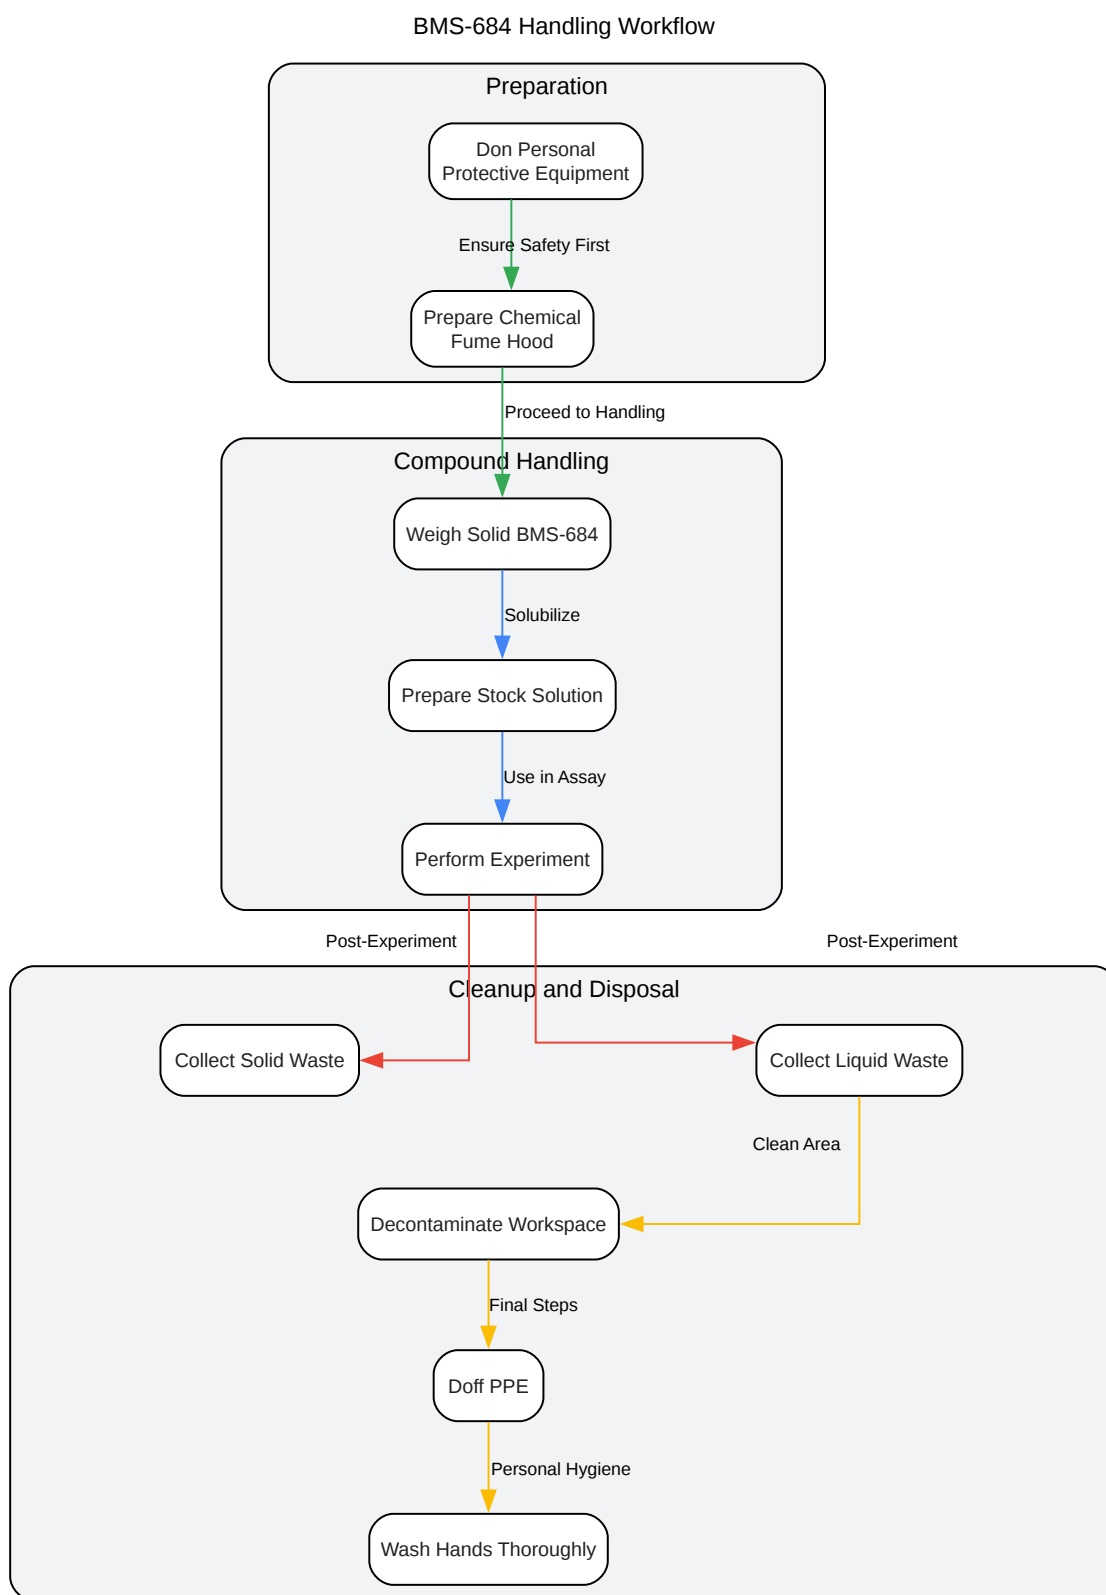 BMS-684 Handling Workflow
Preparation
Don Personal
Protective Equipment
Ensure Safety First
Prepare Chemical
Fume Hood
Proceed to Handling
Compound Handling
Weigh Solid BMS-684
Solubilize
Prepare Stock Solution
Use in Assay
Perform Experiment
Post-Experiment
Post-Experiment
Cleanup and Disposal
Collect Solid Waste
Collect Liquid Waste
Clean Area
Decontaminate Workspace
Final Steps
Doff PPE
Personal Hygiene
Wash Hands Thoroughly